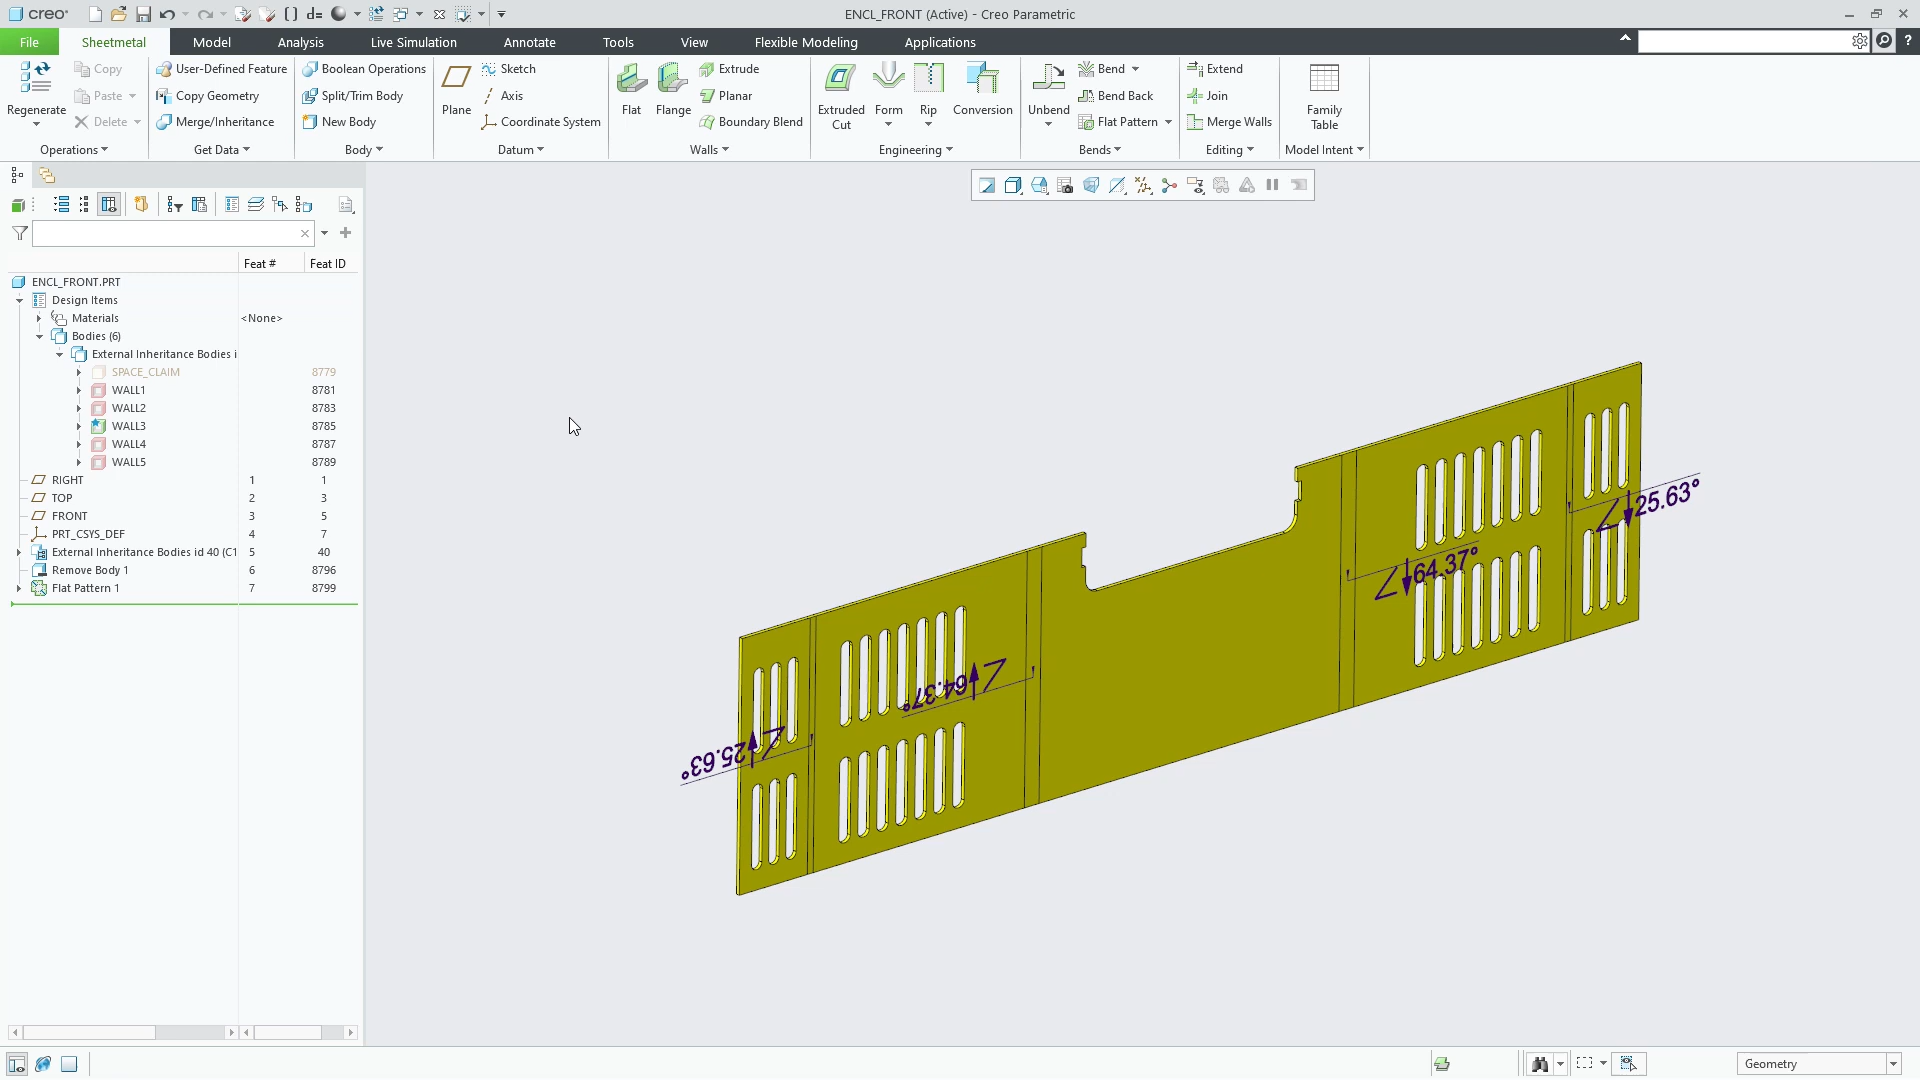 creo®
ENCL_FRONT (Active) - Creo Parametric
File
Sheetmetal
Model
Analysis
Live Simulation
Annotate
Tools
View
Flexible Modeling
Applications
Regenerate
Copy
Paste
Delete
Operations
User-Defined Feature
Copy Geometry
Merge/Inheritance
Get Data
Boolean Operations
Split/Trim Body
New Body
Body
Plane
Sketch
Axis
Coordinate System
Datum
Flat
Flange
Extrude
Planar
Boundary Blend
Walls
Extruded
Cut
Form
Rip
Conversion
Engineering
Unbend
Bend
Bend Back
Flat Pattern
Bends
Extend
Join
Merge Walls
Editing
Family
Table
Model Intent
Feat #
Feat ID
ENCL_FRONT.PRT
Design Items
Materials <None>
Bodies (6)
External Inheritance Bodies i
SPACE_CLAIM 8779
WALL1 8781
WALL2 8783
WALL3 8785
WALL4 8787
WALL5 8789
RIGHT 1 1
TOP 2 3
FRONT 3 5
PRT_CSYS_DEF 4 7
External Inheritance Bodies id 40 (C1 5 40
Remove Body 1 6 8796
Flat Pattern 1 7 8799
∠ 25.63°
∠ 64.37°
∠ 64.37°
∠ 25.63°
Geometry